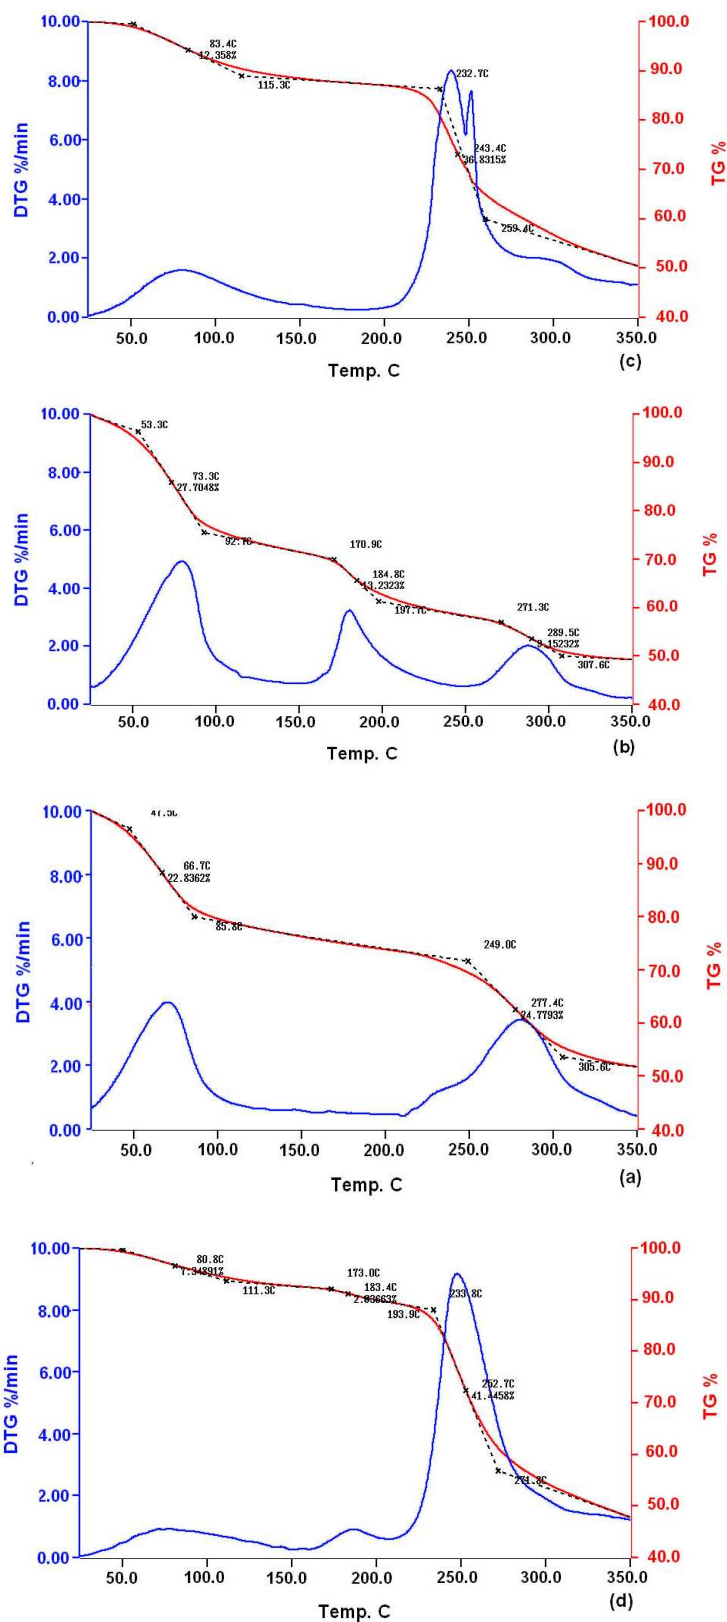 10.00
8.00
6.00
4.00
2.00
0.00
DTG %/min
100.0
90.0
80.0
70.0
60.0
50.0
40.0
TG %
83.4C
12.358%
115.3C
232.7C
243.4C
36.8315%
259.4C
50.0 100.0 150.0 200.0 250.0 300.0 350.0
Temp. C
(c)
10.00
8.00
6.00
4.00
2.00
0.00
DTG %/min
100.0
90.0
80.0
70.0
60.0
50.0
40.0
TG %
53.3C
73.3C
27.7048%
92.7C
170.9C
184.8C
13.2323%
197.7C
271.3C
289.5C
9.15232%
307.6C
50.0 100.0 150.0 200.0 250.0 300.0 350.0
Temp. C
(b)
10.00
8.00
6.00
4.00
2.00
0.00
DTG %/min
100.0
90.0
80.0
70.0
60.0
50.0
40.0
TG %
47.5C
66.7C
22.8362%
85.8C
249.0C
277.4C
24.7793%
305.6C
50.0 100.0 150.0 200.0 250.0 300.0 350.0
Temp. C
(a)
10.00
8.00
6.00
4.00
2.00
0.00
DTG %/min
100.0
90.0
80.0
70.0
60.0
50.0
40.0
TG %
80.8C
7.34891%
111.3C
173.0C
183.4C
193.9C
233.8C
252.7C
41.4458%
271.8C
50.0 100.0 150.0 200.0 250.0 300.0 350.0
Temp. C
(d)